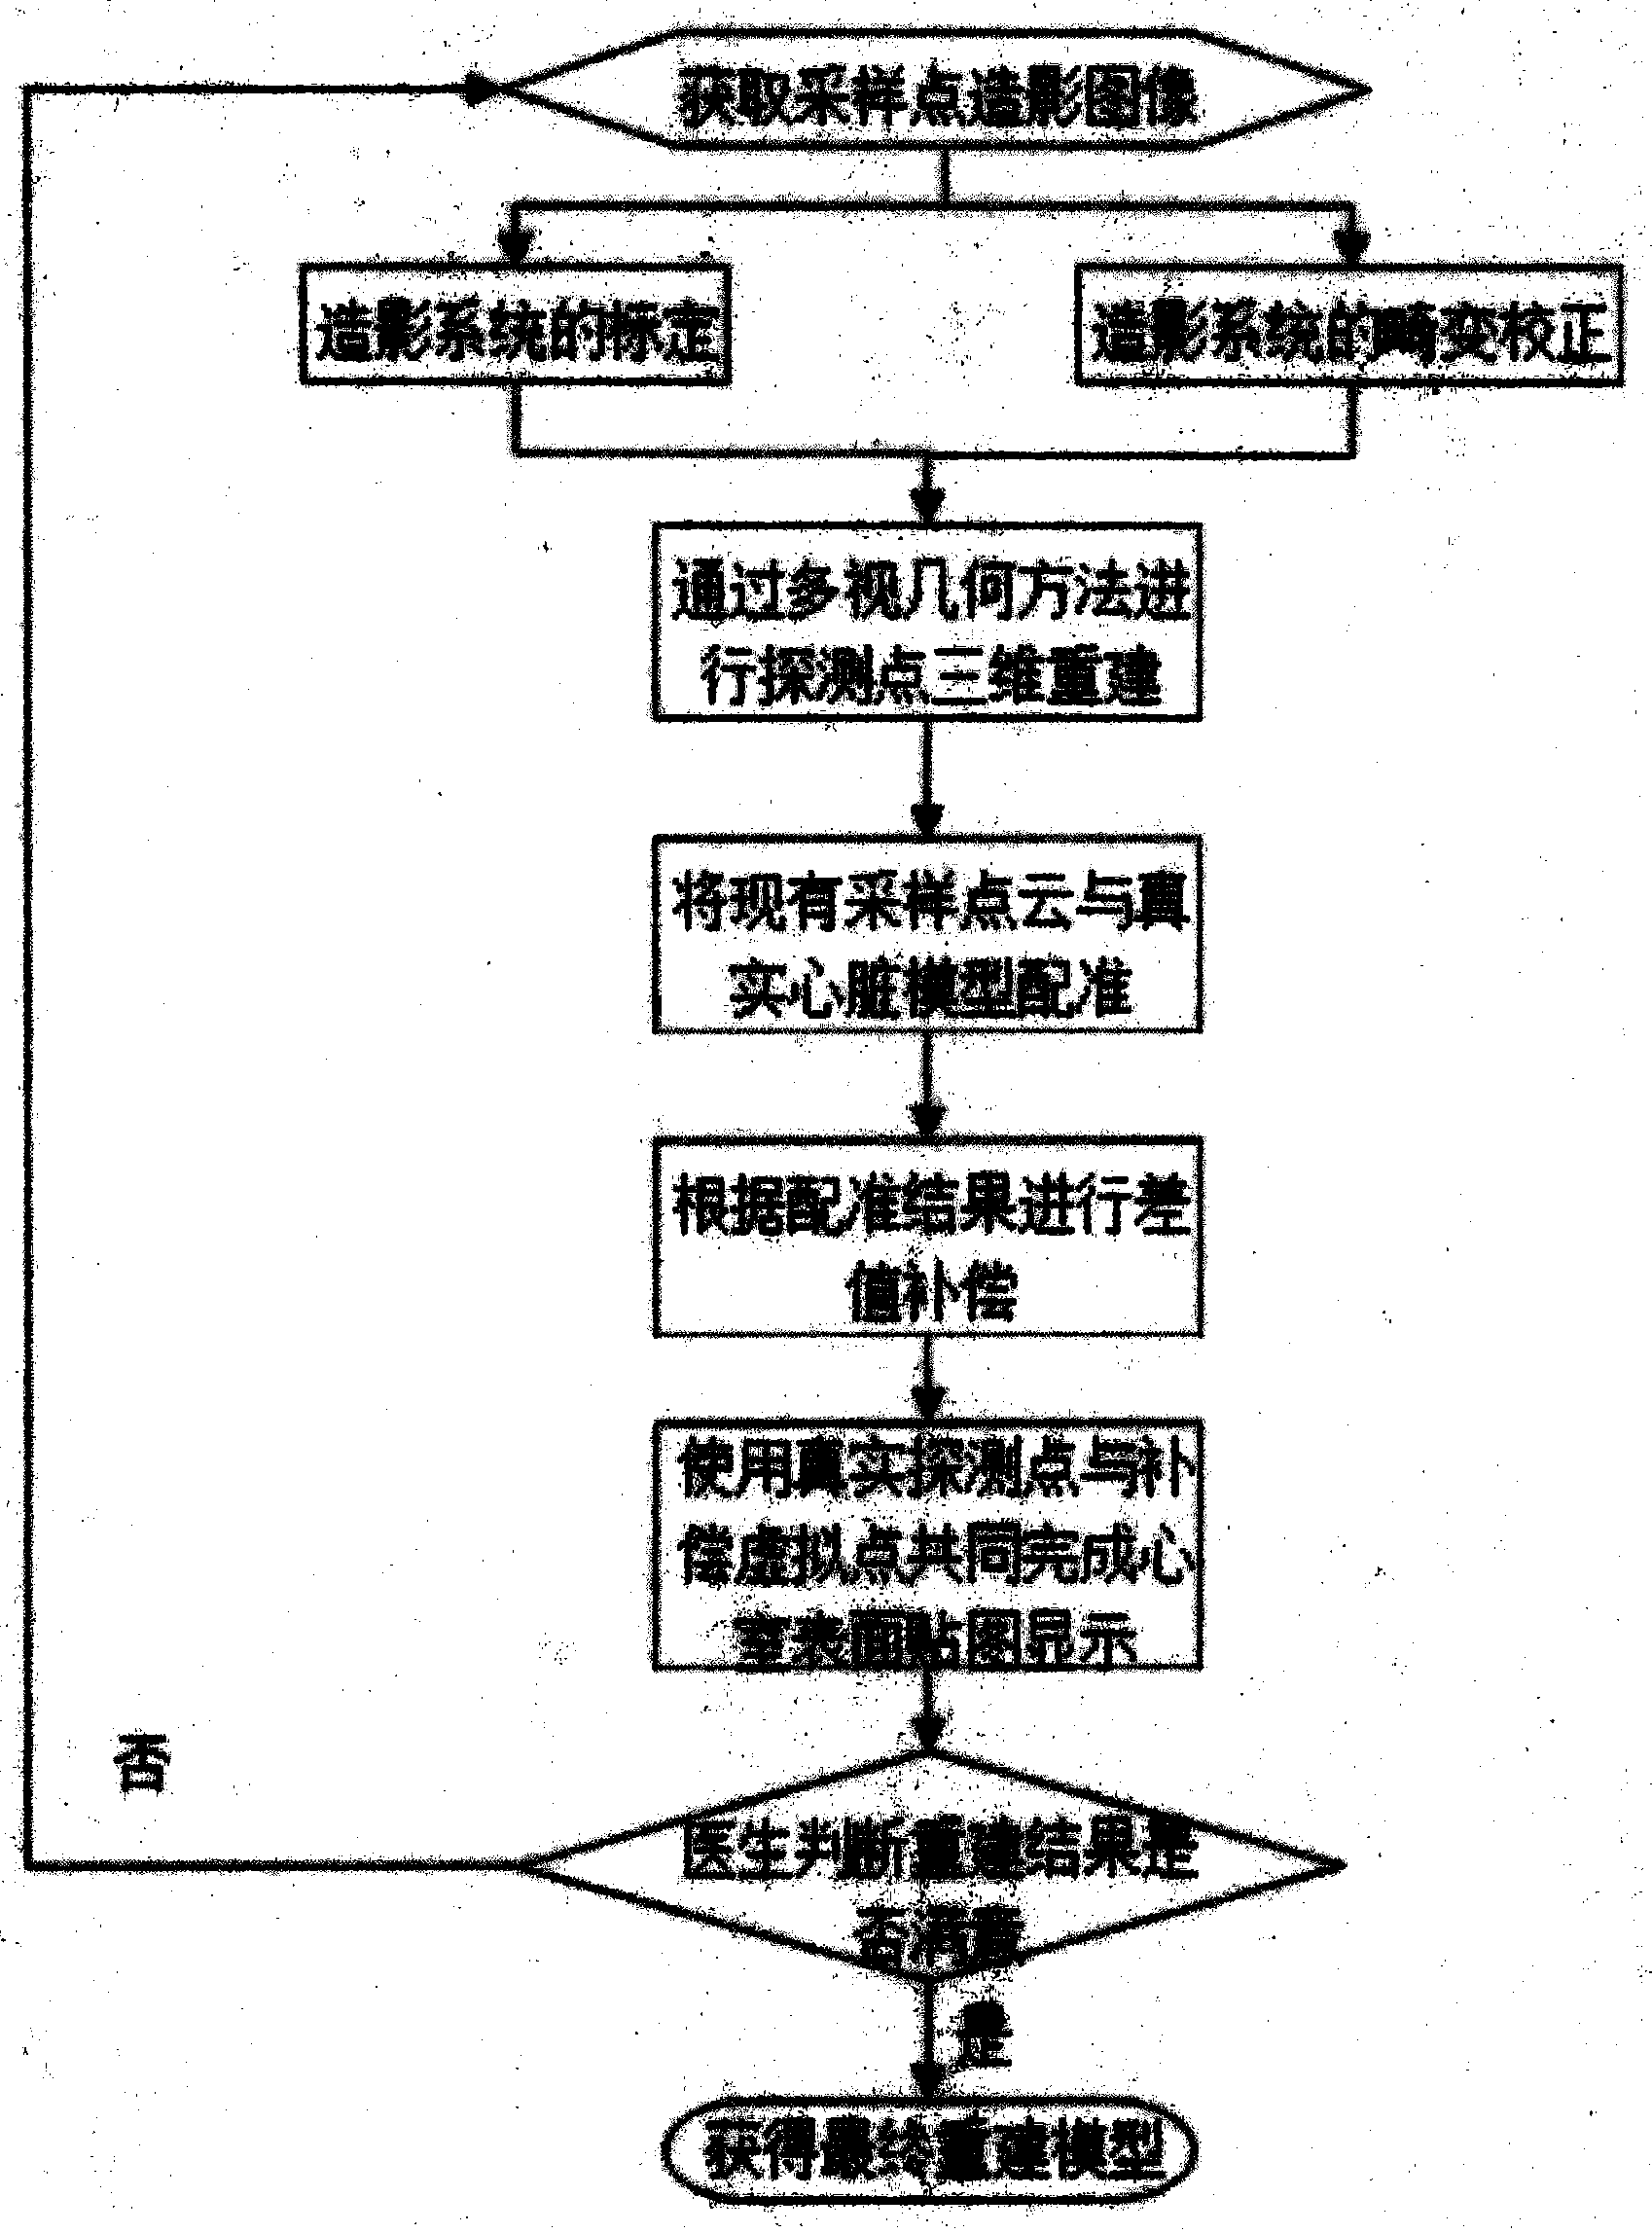 获取采样点造影图像
造影系统的标定
造影系统的畸变校正
通过多视几何方法进
行探测点三维重建
将现有采样点云与真
实心脏模型配准
根据配准结果进行差
值补偿
使用真实探测点与补
偿虚拟点共同完成心
室表面贴图显示
否
医生判断重建结果是
否满意
是
获得最终重建模型